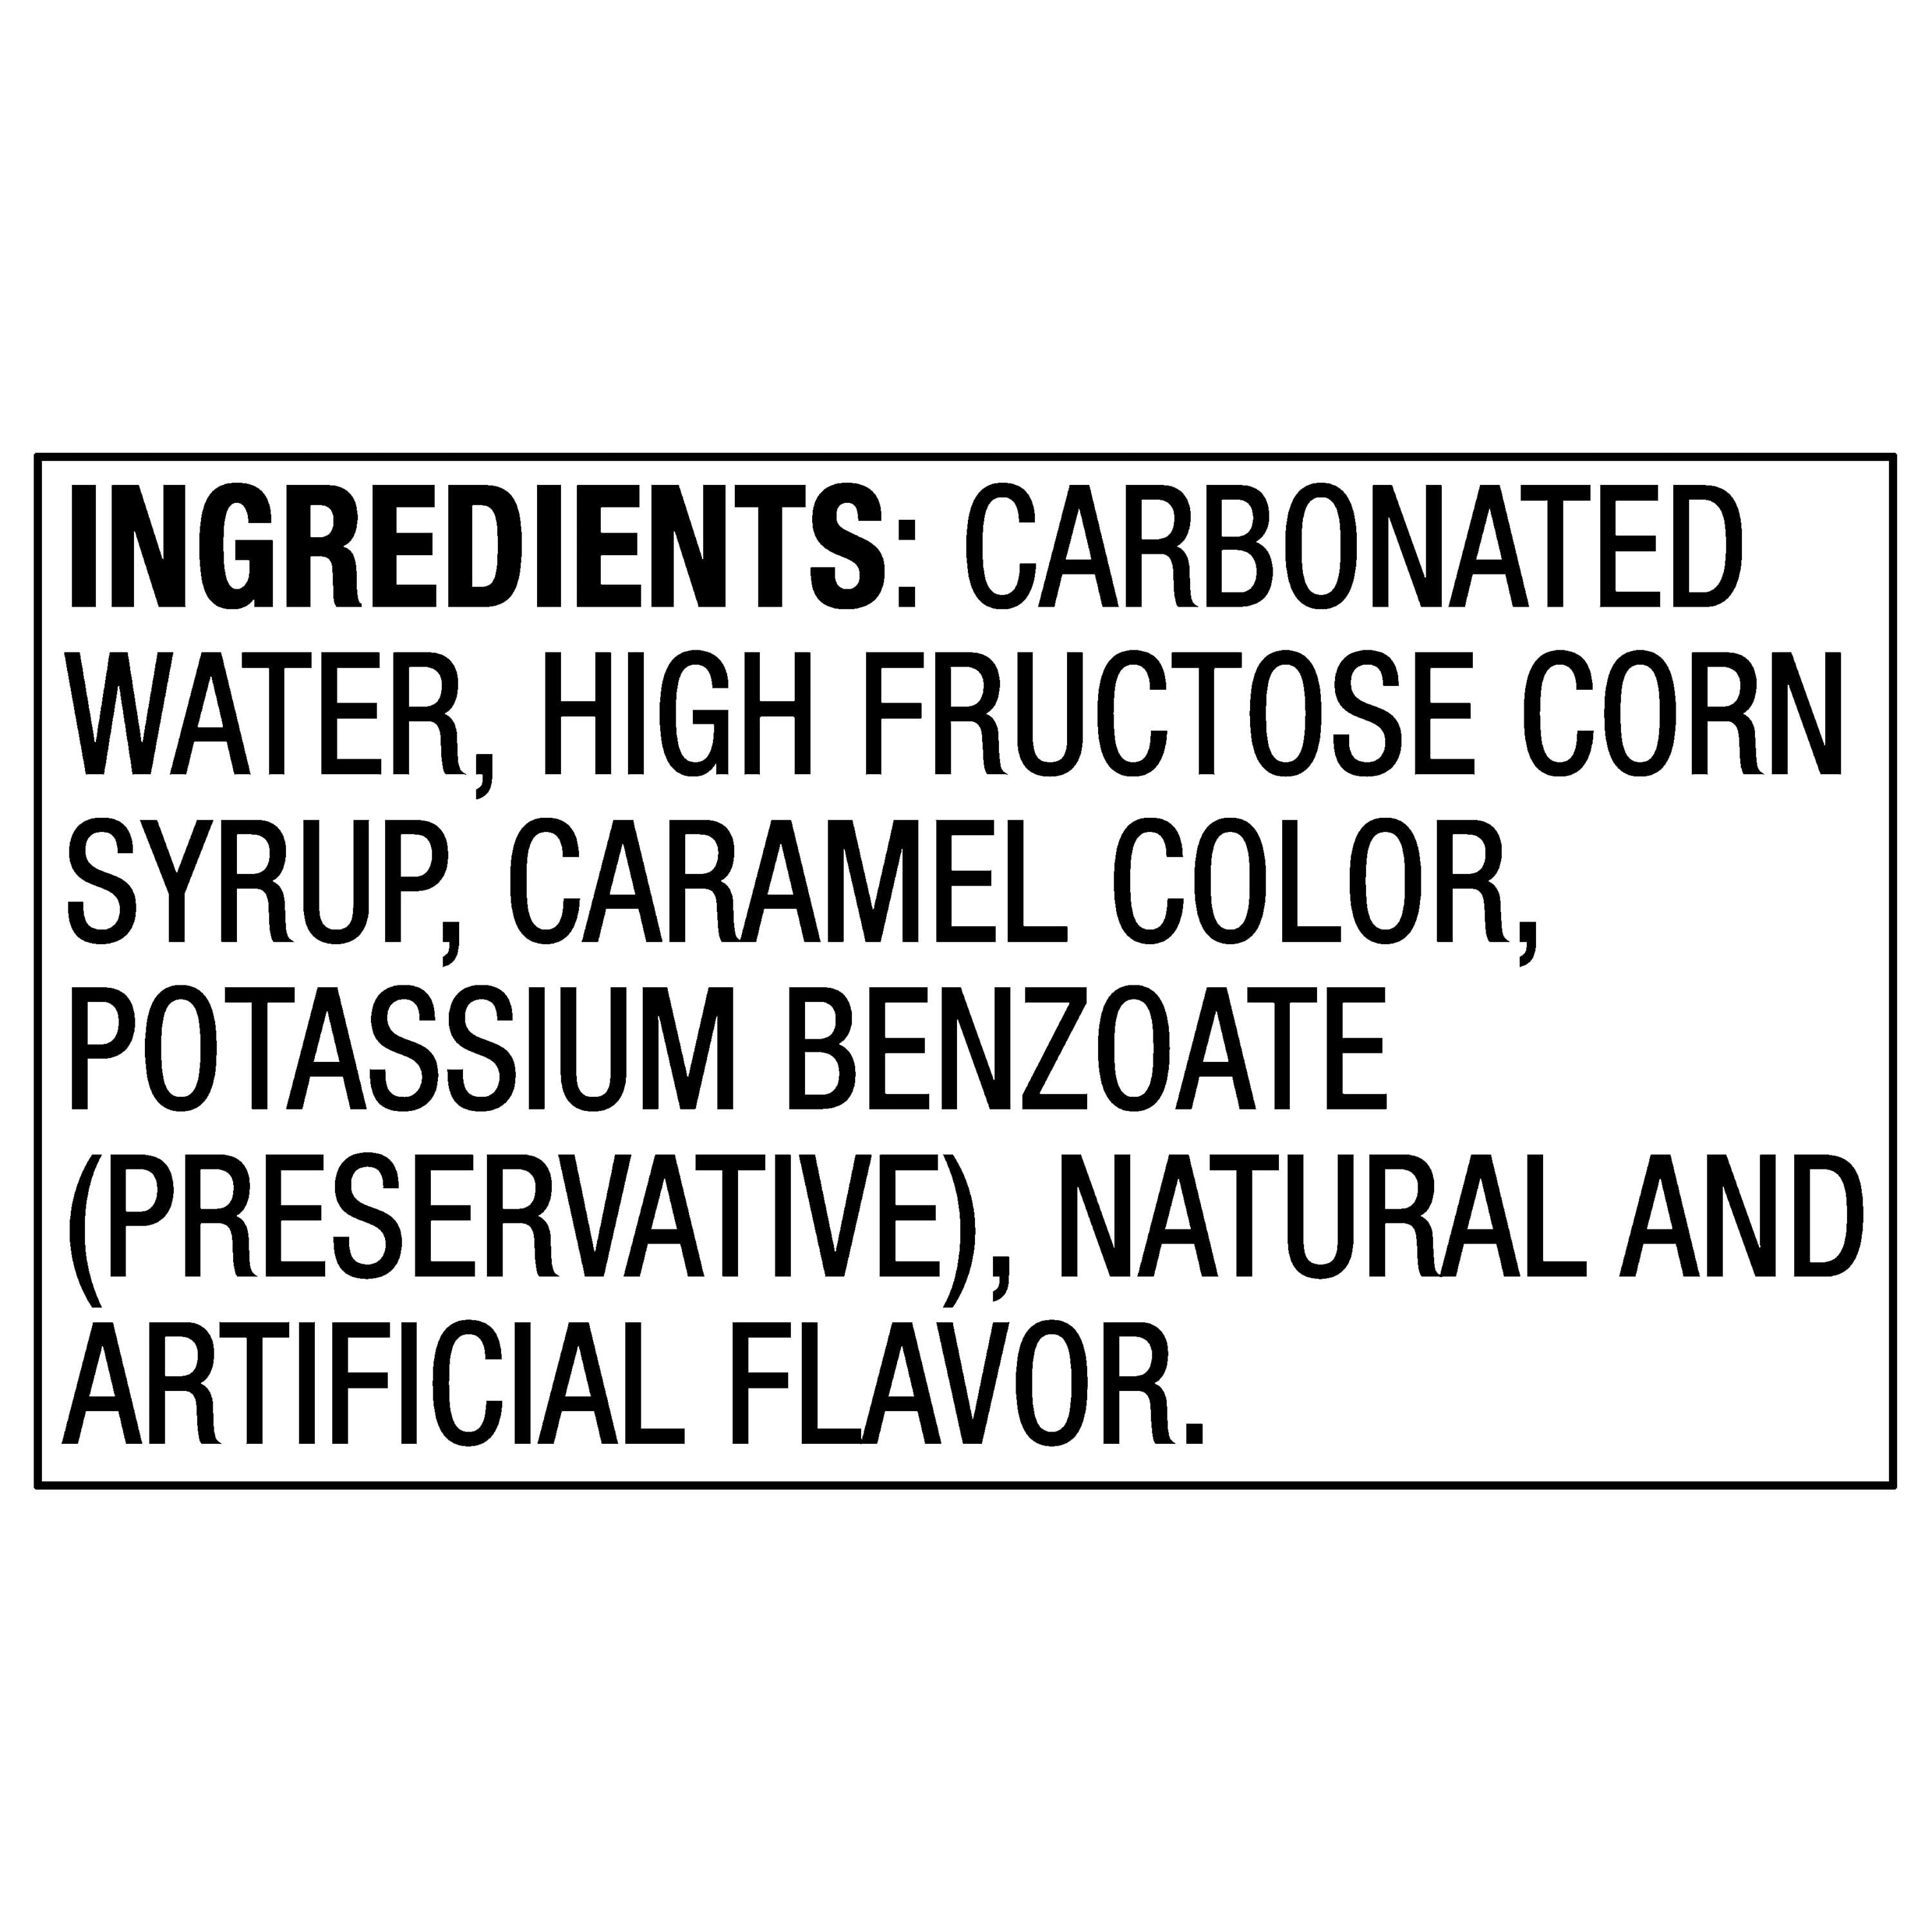 INGREDIENTS: CARBONATED
WATER, HIGH FRUCTOSE CORN
SYRUP, CARAMEL COLOR,
POTASSIUM BENZOATE
(PRESERVATIVE), NATURAL AND
ARTIFICIAL FLAVOR.